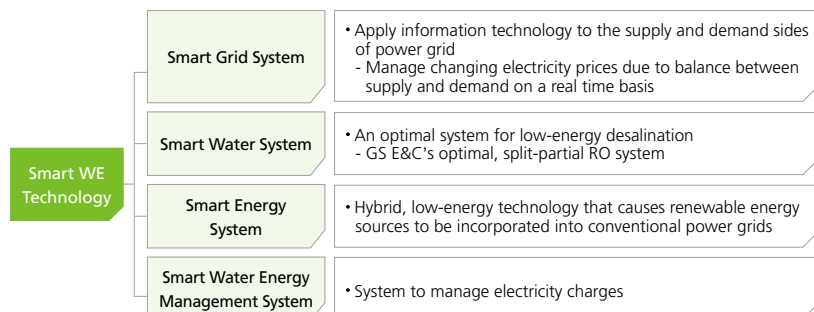 Smart WE
Technology
Smart Grid System
• Apply information technology to the supply and demand sides
of power grid
- Manage changing electricity prices due to balance between
supply and demand on a real time basis
Smart Water System
• An optimal system for low-energy desalination
- GS E&C's optimal, split-partial RO system
Smart Energy
System
• Hybrid, low-energy technology that causes renewable energy
sources to be incorporated into conventional power grids
Smart Water Energy
Management System
• System to manage electricity charges